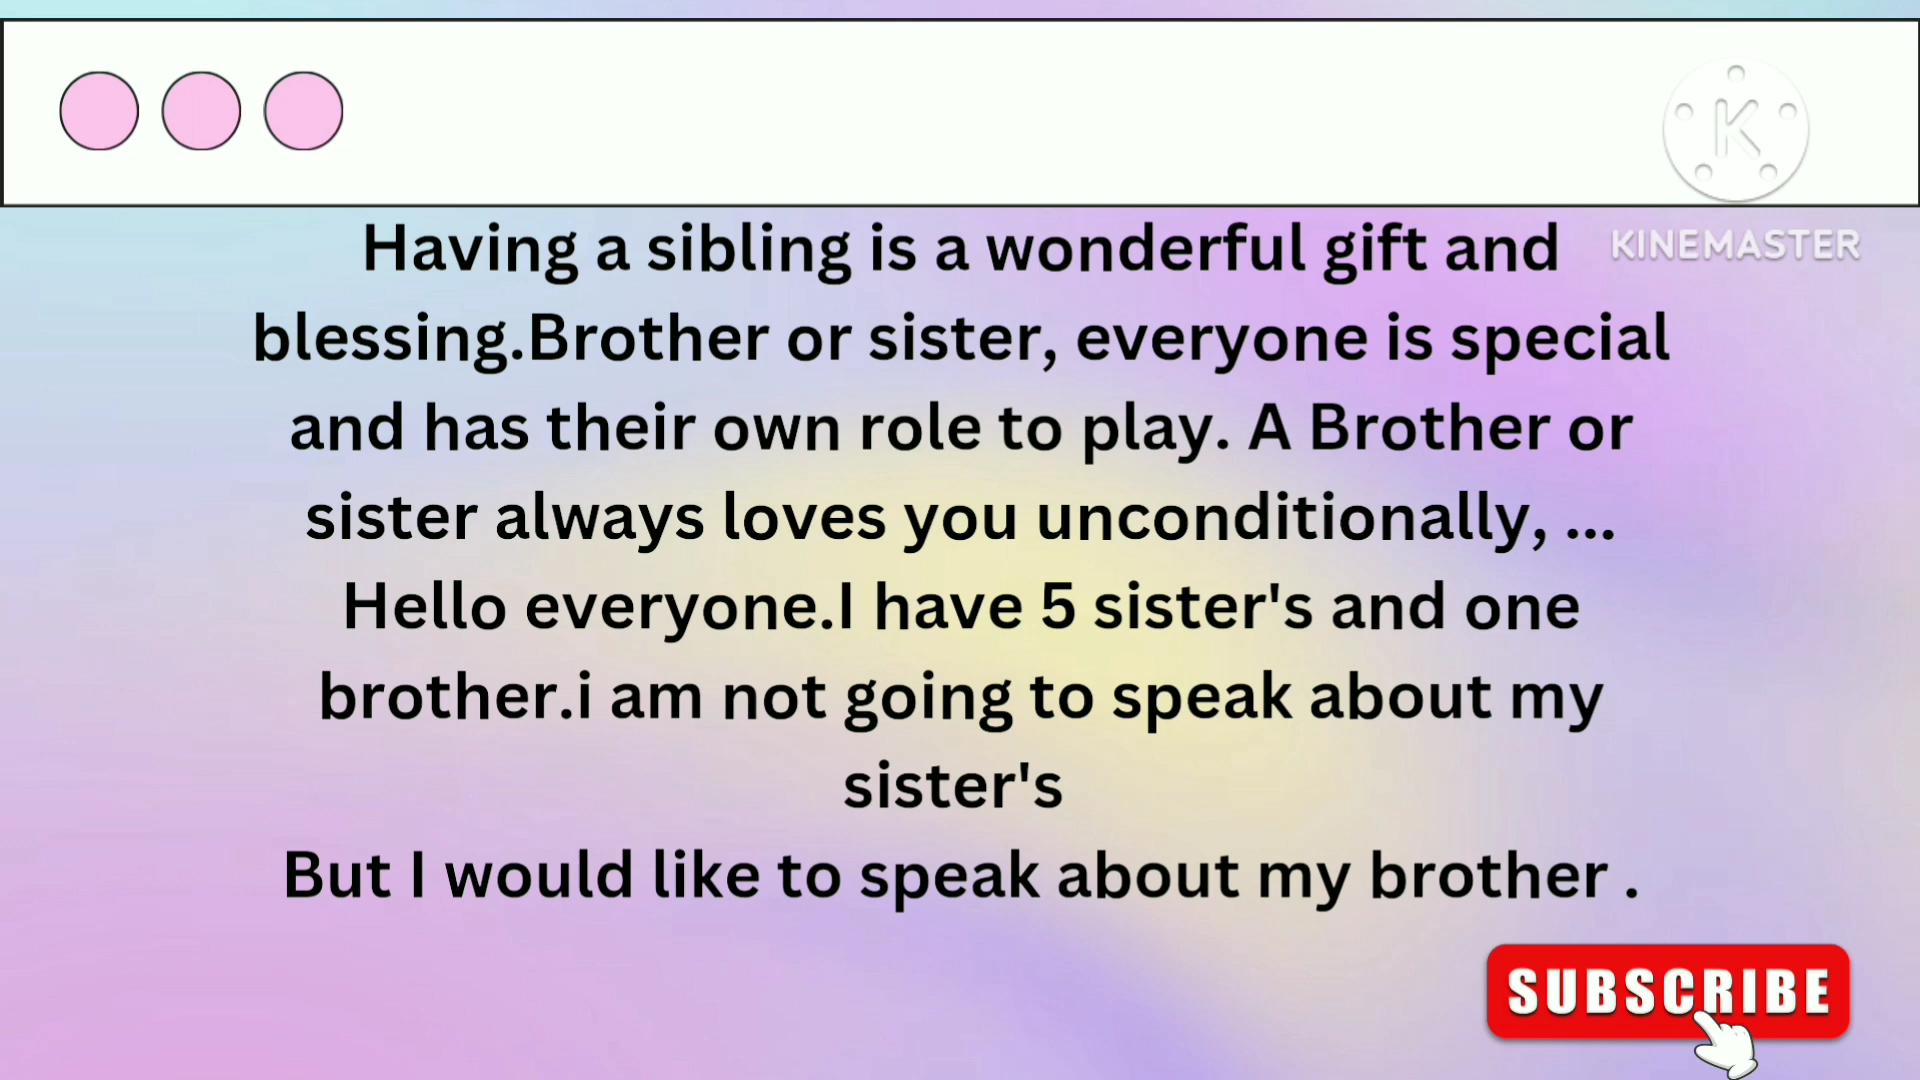 KINEMASTER
Having a sibling is a wonderful gift and
blessing.Brother or sister, everyone is special
and has their own role to play. A Brother or
sister always loves you unconditionally, ...
Hello everyone.I have 5 sister's and one
brother.i am not going to speak about my
sister's
But I would like to speak about my brother .
SUBSCRIBE